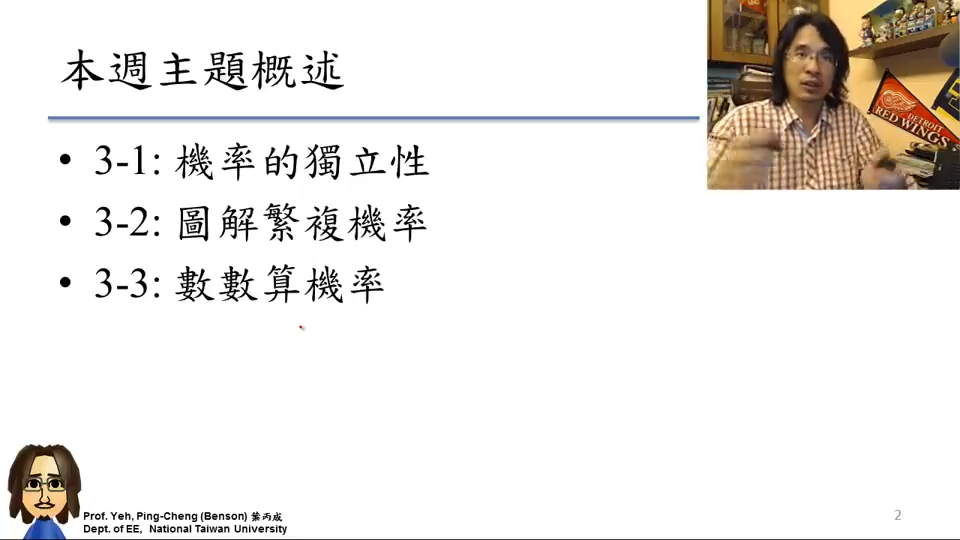 本週主題概述
• 3-1: 機率的獨立性
• 3-2: 圖解繁複機率
• 3-3: 數數算機率
DETROIT
RED WINGS
Prof. Yeh, Ping-Cheng (Benson) 葉丙成
Dept. of EE, National Taiwan University
2